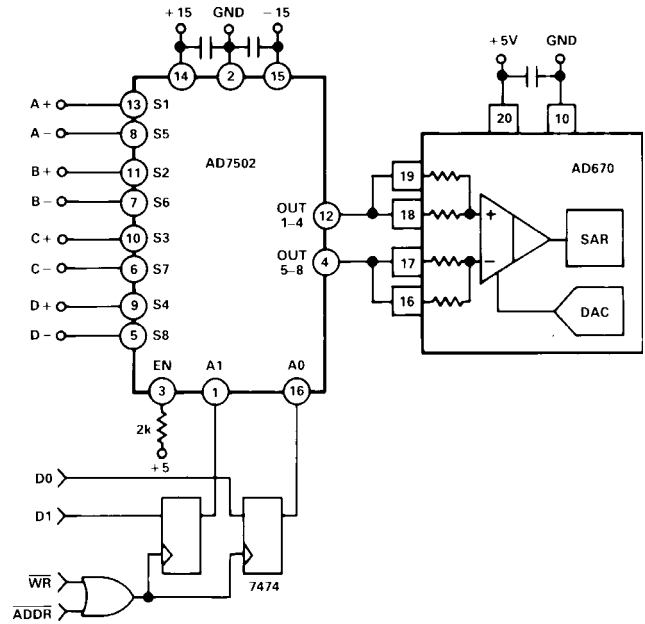 +15 GND -15
14 2 15
+5V GND
20 10
A+ 13 S1
A- 8 S5
B+ 11 S2
B- 7 S6
C+ 10 S3
C- 6 S7
D+ 9 S4
D- 5 S8
AD7502
OUT
1-4
12
OUT
5-8
4
AD670
19
18
17
16
+
-
SAR
DAC
EN A1 A0
3 1 16
2k
+5
D0
D1
7474
WR
ADDR